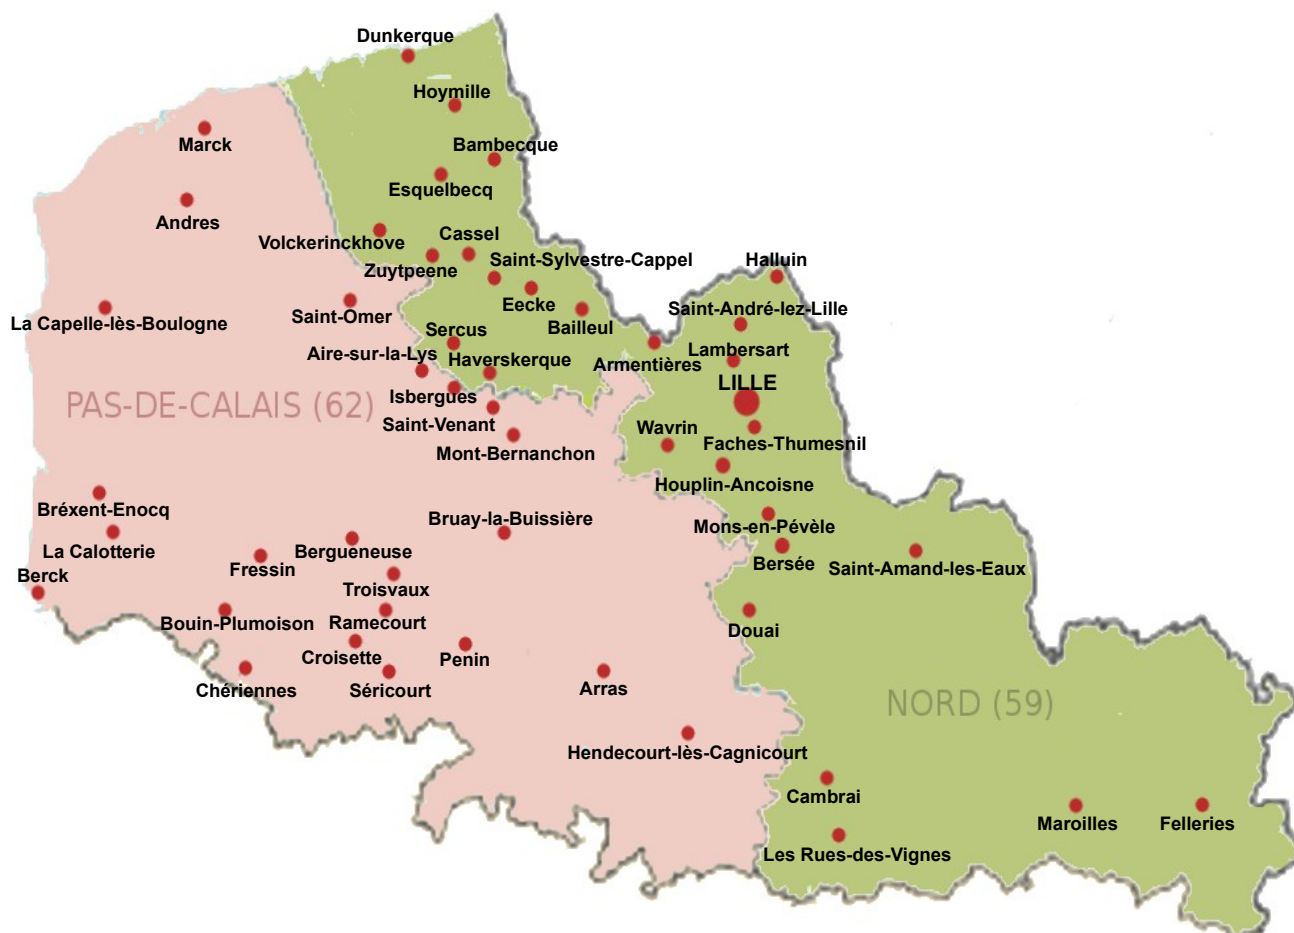 Dunkerque
Hoymille
Marck
Bambecque
Esquelbecq
Andres
Cassel
Volckerinckhove
Saint-Sylvestre-Cappel
Halluin
Zuytpeene
Eecke
Saint-André-lez-Lille
La Capelle-lès-Boulogne
Saint-Omer
Bailleul
Sercus
Aire-sur-la-Lys
Haverskerque
Armentières
Lambersart
LILLE
Isbergues
PAS-DE-CALAIS (62)
Saint-Venant
Wavrin
Faches-Thumesnil
Mont-Bernanchon
Houplin-Ancoisne
Bréxent-Enocq
Bruay-la-Buissière
Mons-en-Pévèle
La Calotterie
Bergueneuse
Fressin
Bersée
Saint-Amand-les-Eaux
Berck
Troisvaux
Bouin-Plumoison
Ramecourt
Douai
Croisette
Penin
Chériennes
Séricourt
Arras
NORD (59)
Hendecourt-lès-Cagnicourt
Cambrai
Maroilles
Felleries
Les Rues-des-Vignes